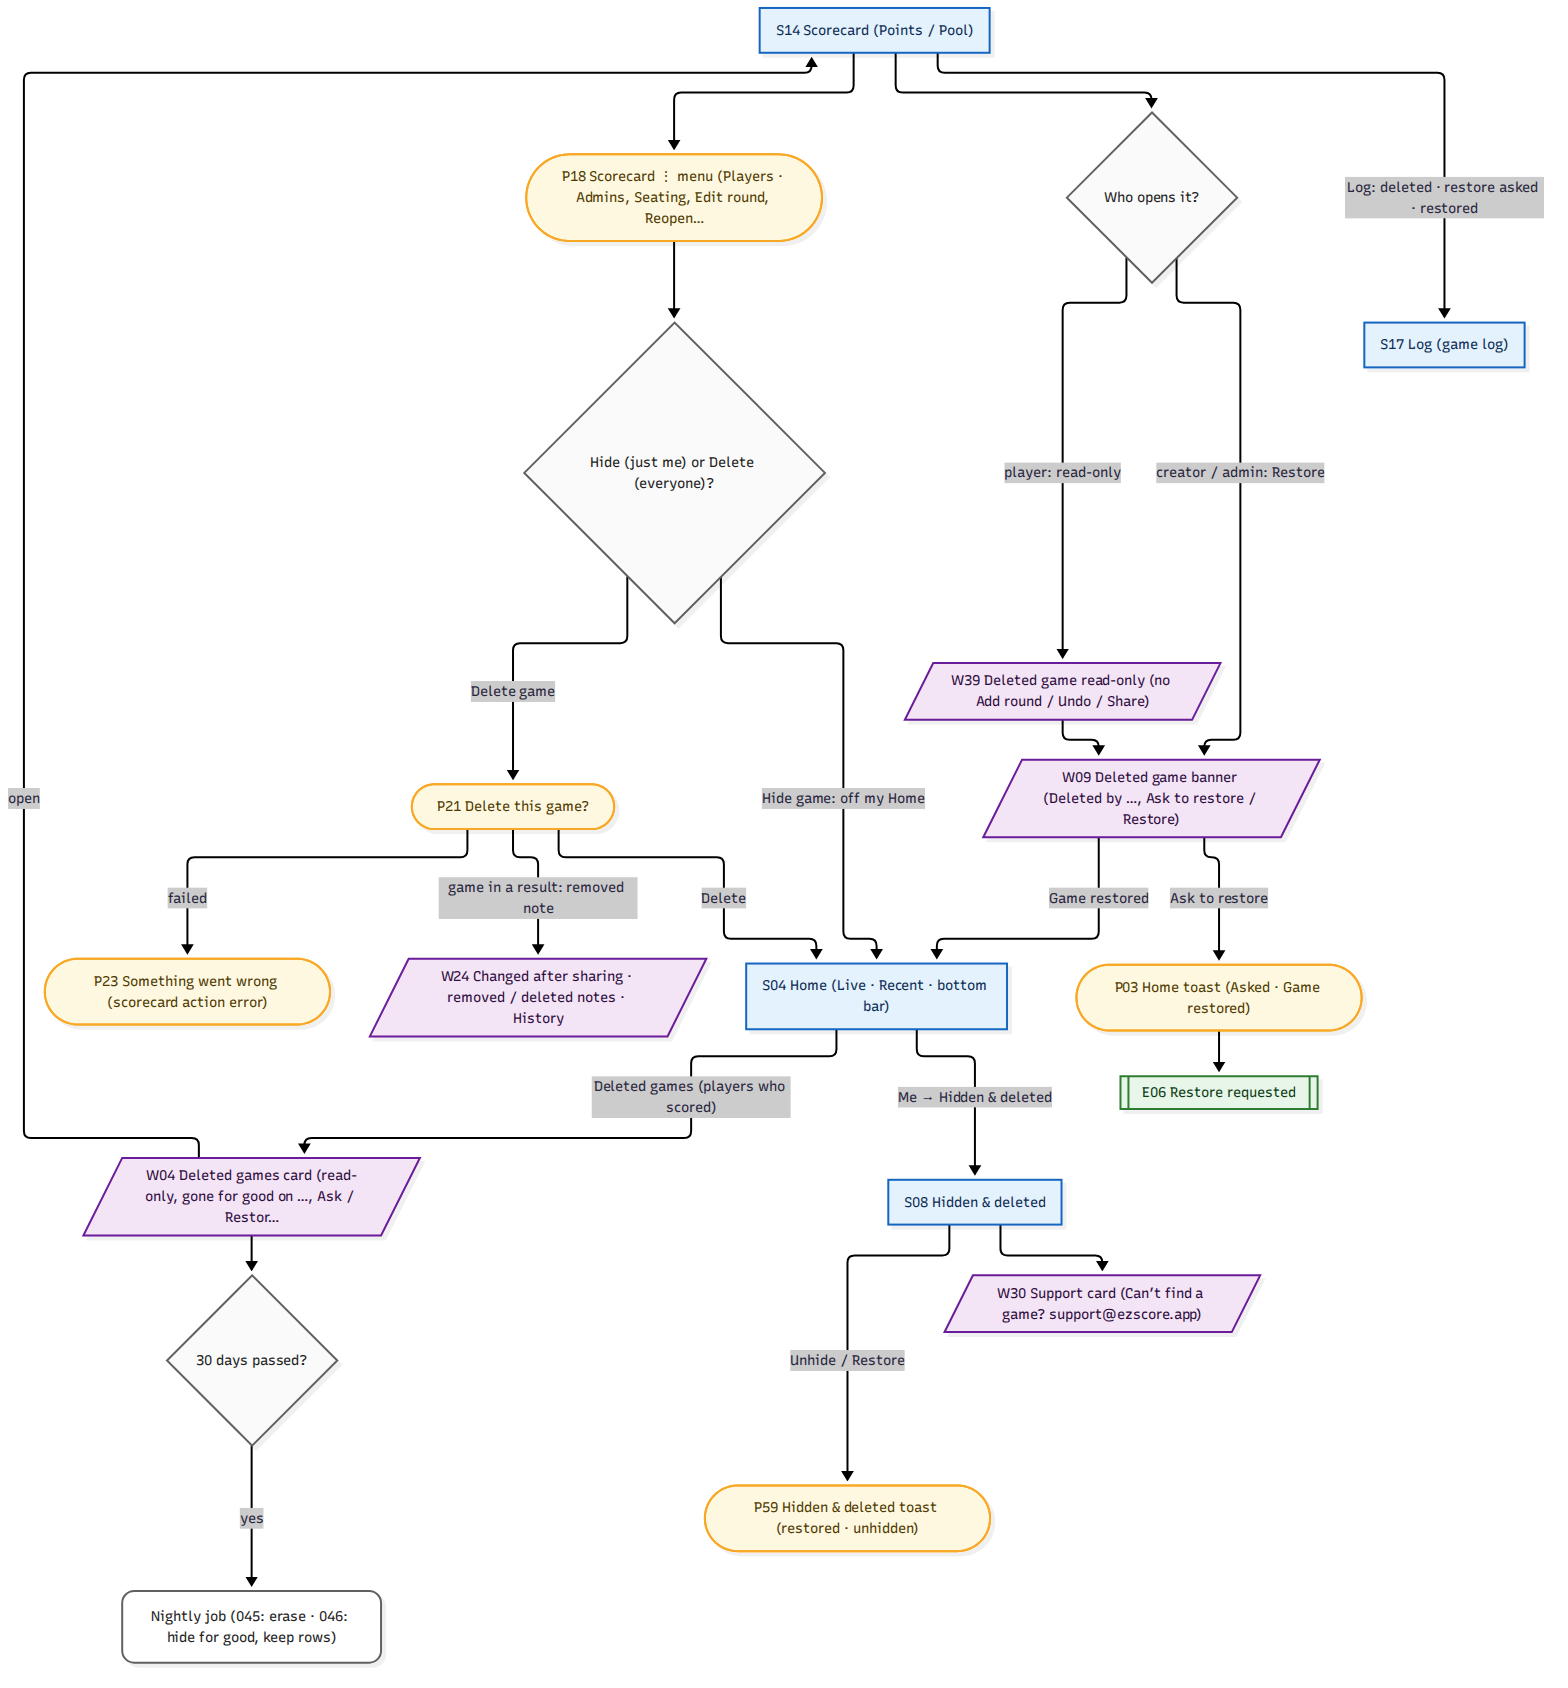 S14 Scorecard (Points / Pool)
P18 Scorecard ⋮ menu (Players ·
Admins, Seating, Edit round,
Reopen...
Who opens it?
Log: deleted · restore asked
· restored
S17 Log (game log)
Hide (just me) or Delete
(everyone)?
player: read-only
creator / admin: Restore
Delete game
W39 Deleted game read-only (no
Add round / Undo / Share)
open
P21 Delete this game?
Hide game: off my Home
W09 Deleted game banner
(Deleted by ..., Ask to restore /
Restore)
failed
game in a result: removed
note
Delete
Game restored
Ask to restore
P23 Something went wrong
(scorecard action error)
W24 Changed after sharing ·
removed / deleted notes ·
History
S04 Home (Live · Recent · bottom
bar)
P03 Home toast (Asked · Game
restored)
Deleted games (players who
scored)
Me → Hidden & deleted
E06 Restore requested
W04 Deleted games card (read-
only, gone for good on ..., Ask /
Restor...
S08 Hidden & deleted
W30 Support card (Can’t find a
game? support@ezscore.app)
30 days passed?
Unhide / Restore
yes
P59 Hidden & deleted toast
(restored · unhidden)
Nightly job (045: erase · 046:
hide for good, keep rows)